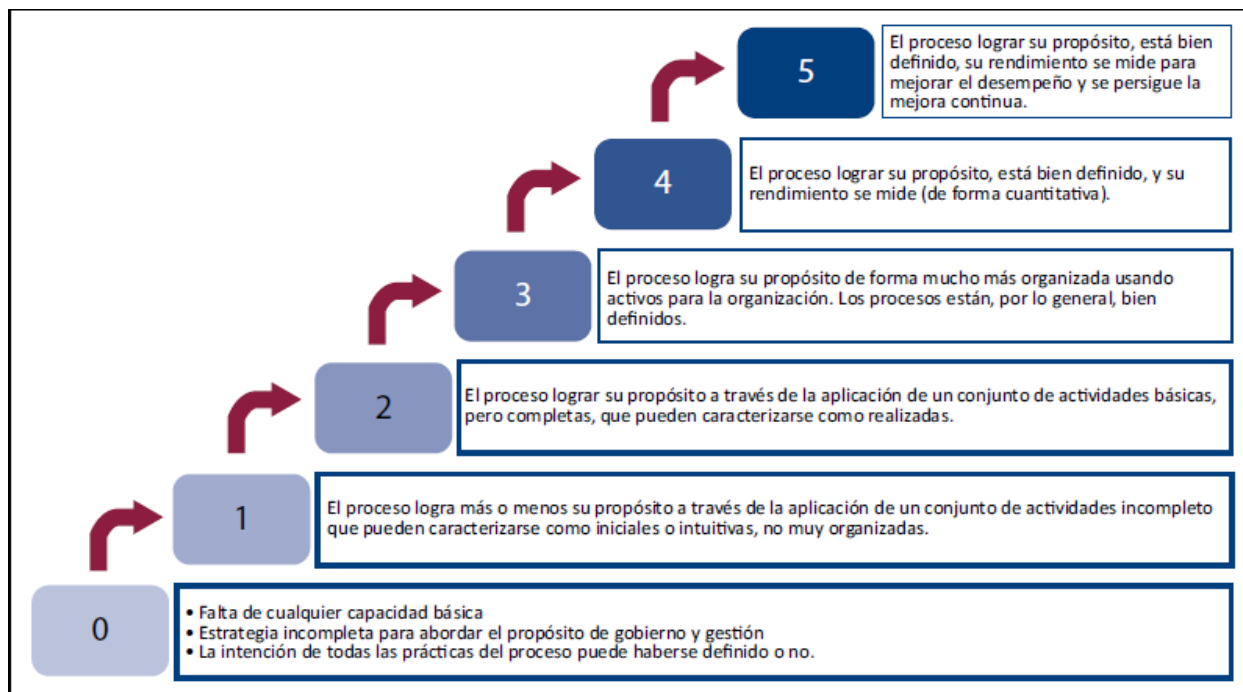 5
El proceso lograr su propósito, está bien
definido, su rendimiento se mide para
mejorar el desempeño y se persigue la
mejora continua.
4
El proceso lograr su propósito, está bien definido, y su
rendimiento se mide (de forma cuantitativa).
3
El proceso logra su propósito de forma mucho más organizada usando
activos para la organización. Los procesos están, por lo general, bien
definidos.
2
El proceso lograr su propósito a través de la aplicación de un conjunto de actividades básicas,
pero completas, que pueden caracterizarse como realizadas.
1
El proceso logra más o menos su propósito a través de la aplicación de un conjunto de actividades incompleto
que pueden caracterizarse como iniciales o intuitivas, no muy organizadas.
0
• Falta de cualquier capacidad básica
• Estrategia incompleta para abordar el propósito de gobierno y gestión
• La intención de todas las prácticas del proceso puede haberse definido o no.